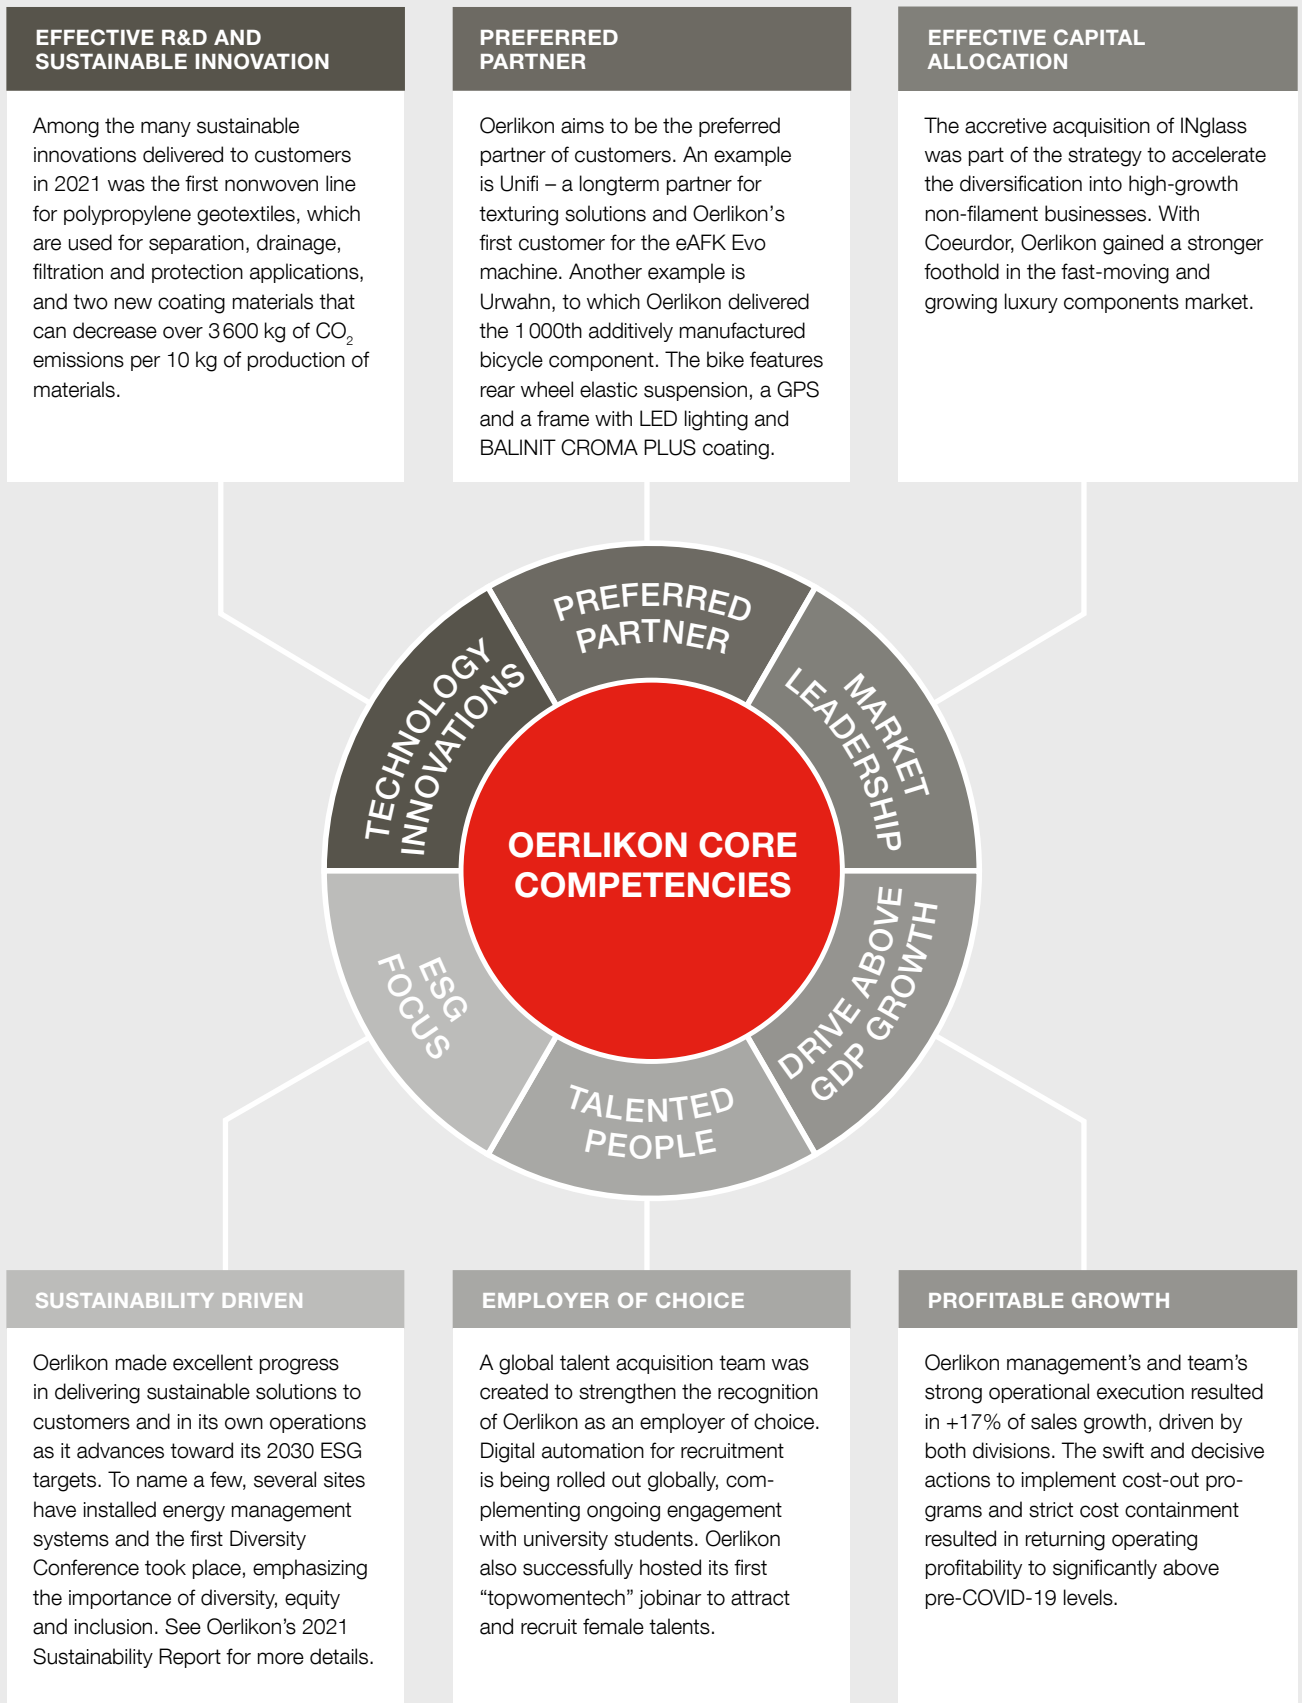 EFFECTIVE R&D AND
SUSTAINABLE INNOVATION
Among the many sustainable
innovations delivered to customers
in 2021 was the first nonwoven line
for polypropylene geotextiles, which
are used for separation, drainage,
filtration and protection applications,
and two new coating materials that
can decrease over 3 600 kg of CO₂
emissions per 10 kg of production of
materials.
PREFERRED
PARTNER
Oerlikon aims to be the preferred
partner of customers. An example
is Unifi – a longterm partner for
texturing solutions and Oerlikon's
first customer for the eAFK Evo
machine. Another example is
Urwahn, to which Oerlikon delivered
the 1 000th additively manufactured
bicycle component. The bike features
rear wheel elastic suspension, a GPS
and a frame with LED lighting and
BALINIT CROMA PLUS coating.
EFFECTIVE CAPITAL
ALLOCATION
The accretive acquisition of INglass
was part of the strategy to accelerate
the diversification into high-growth
non-filament businesses. With
Coeurdor, Oerlikon gained a stronger
foothold in the fast-moving and
growing luxury components market.
TECHNOLOGY
INNOVATIONS
PREFERRED
PARTNER
MARKET
LEADERSHIP
OERLIKON CORE
COMPETENCIES
ESG
FOCUS
TALENTED
PEOPLE
DRIVE ABOVE
GDP GROWTH
SUSTAINABILITY DRIVEN
Oerlikon made excellent progress
in delivering sustainable solutions to
customers and in its own operations
as it advances toward its 2030 ESG
targets. To name a few, several sites
have installed energy management
systems and the first Diversity
Conference took place, emphasizing
the importance of diversity, equity
and inclusion. See Oerlikon’s 2021
Sustainability Report for more details.
EMPLOYER OF CHOICE
A global talent acquisition team was
created to strengthen the recognition
of Oerlikon as an employer of choice.
Digital automation for recruitment
is being rolled out globally, com-
plementing ongoing engagement
with university students. Oerlikon
also successfully hosted its first
“topwomentech” jobinar to attract
and recruit female talents.
PROFITABLE GROWTH
Oerlikon management’s and team’s
strong operational execution resulted
in +17% of sales growth, driven by
both divisions. The swift and decisive
actions to implement cost-out pro-
grams and strict cost containment
resulted in returning operating
profitability to significantly above
pre-COVID-19 levels.